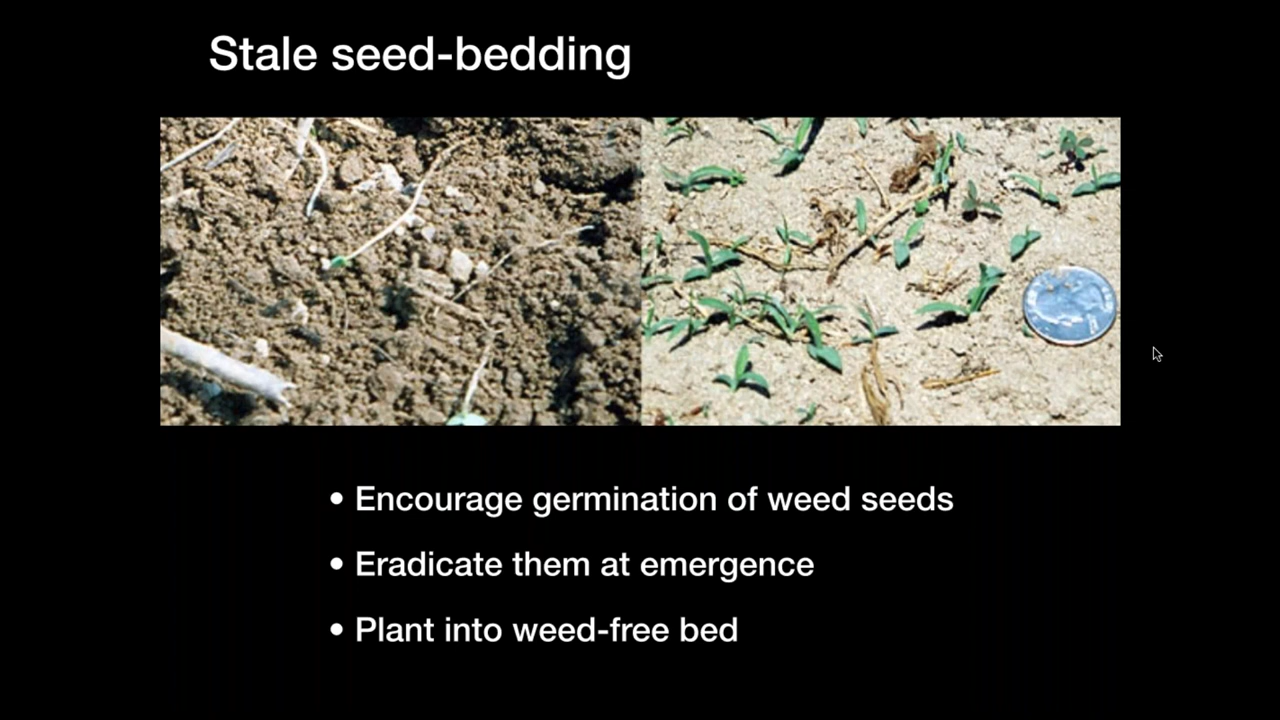 Stale seed-bedding
• Encourage germination of weed seeds
• Eradicate them at emergence
• Plant into weed-free bed